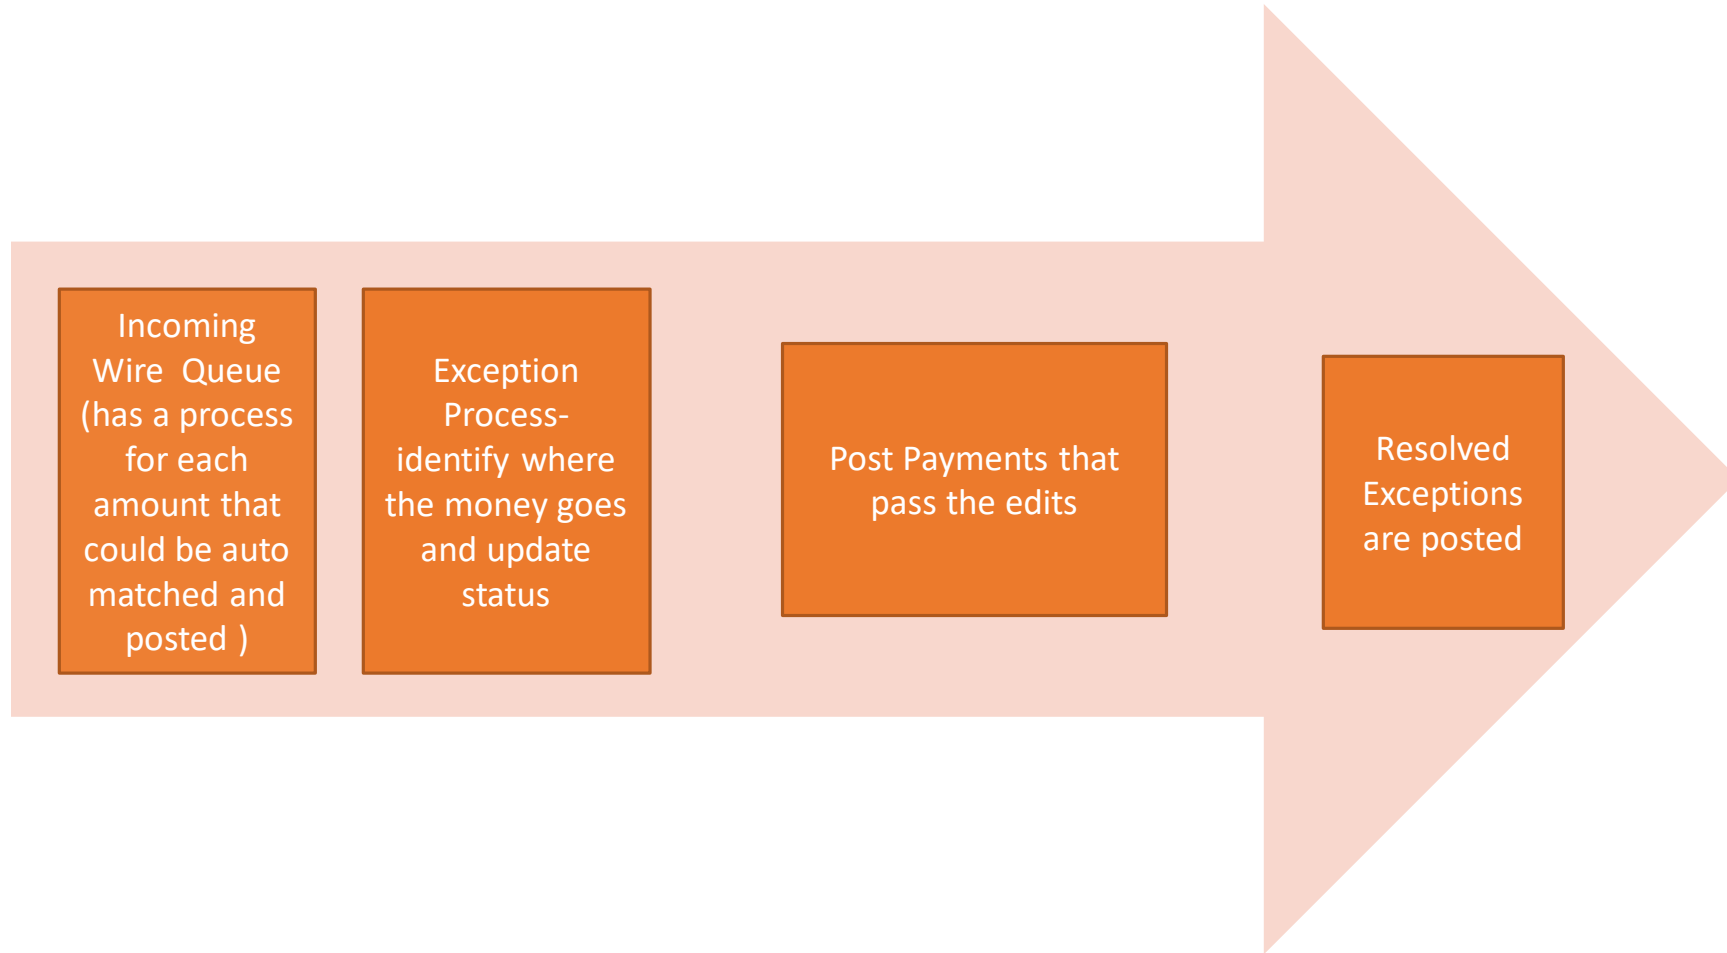 Incoming
Wire  Queue
(has a process
for each
amount that
could be auto
matched and
posted )
Exception
Process-
identify where
the money goes
and update
status
Post Payments that
pass the edits
Resolved
Exceptions
are posted